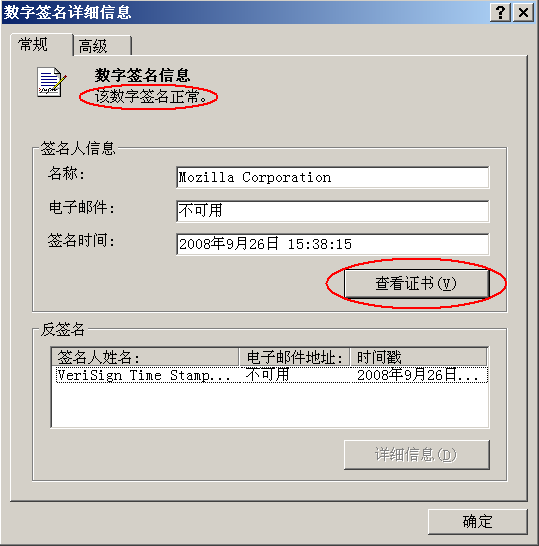 数字签名详细信息
常规 高级
数字签名信息
该数字签名正常。
签名人信息
名称: Mozilla Corporation
电子邮件: 不可用
签名时间: 2008年9月26日 15:38:15
查看证书(V)
反签名
签名人姓名: 电子邮件地址: 时间戳
VeriSign Time Stamp... 不可用 2008年9月26日...
详细信息(D)
确定